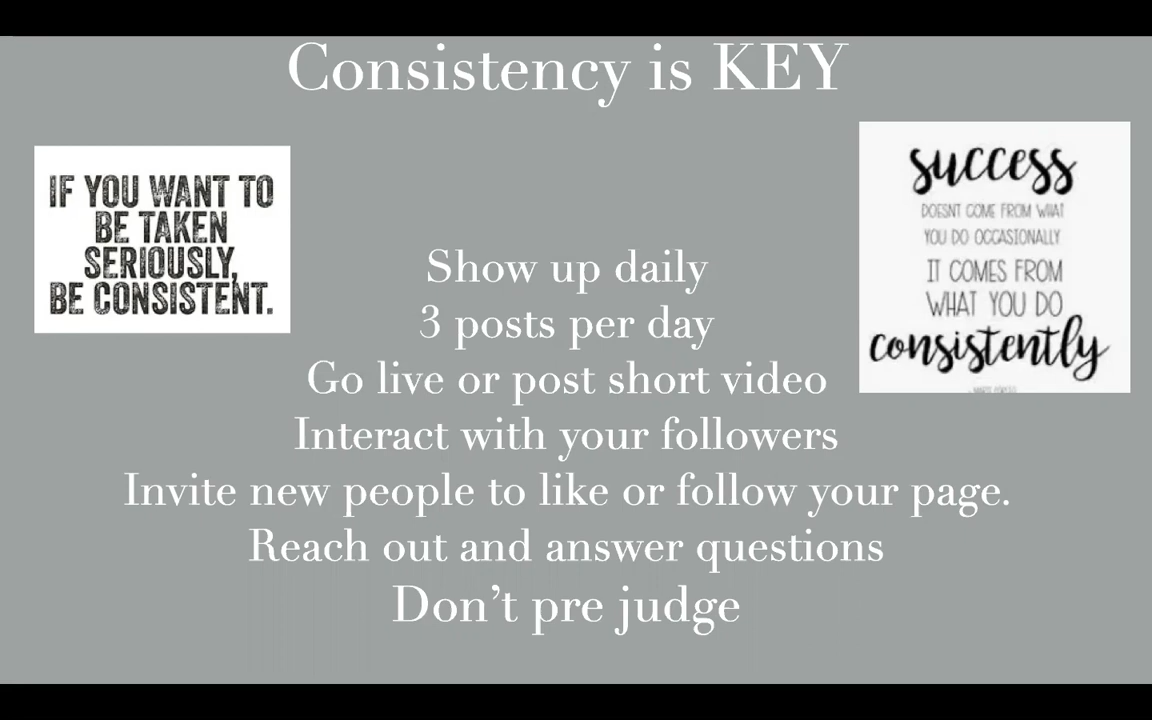 Consistency is KEY
IF YOU WANT TO
BE TAKEN
SERIOUSLY,
BE CONSISTENT.
success
DOESNT COME FROM WHAT
YOU DO OCCASIONALLY
IT COMES FROM
WHAT YOU DO
consistently
Show up daily
3 posts per day
Go live or post short video
Interact with your followers
Invite new people to like or follow your page.
Reach out and answer questions
Don’t pre judge